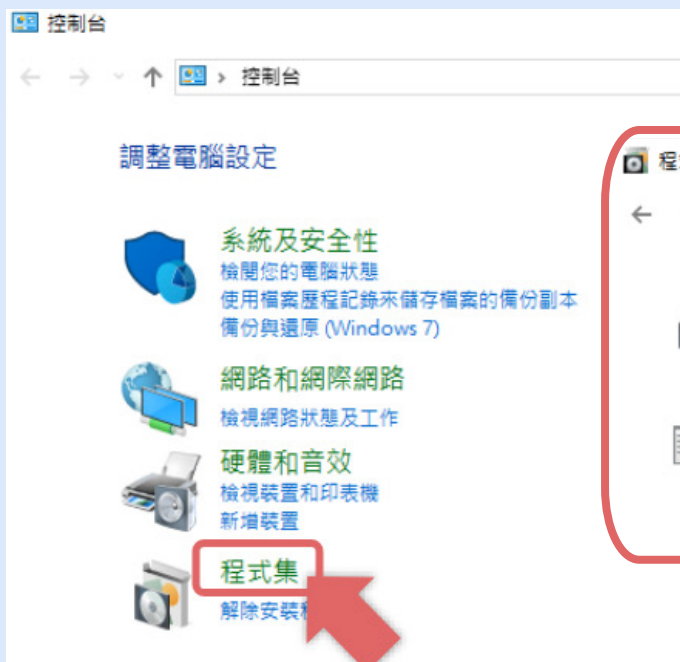 控制台
控制台
調整電腦設定
系統及安全性
檢閱您的電腦狀態
使用檔案歷程記錄來儲存檔案的備份副本
備份與還原 (Windows 7)
網路和網際網路
檢視網路狀態及工作
硬體和音效
檢視裝置和印表機
新增裝置
程式集
解除安裝
程